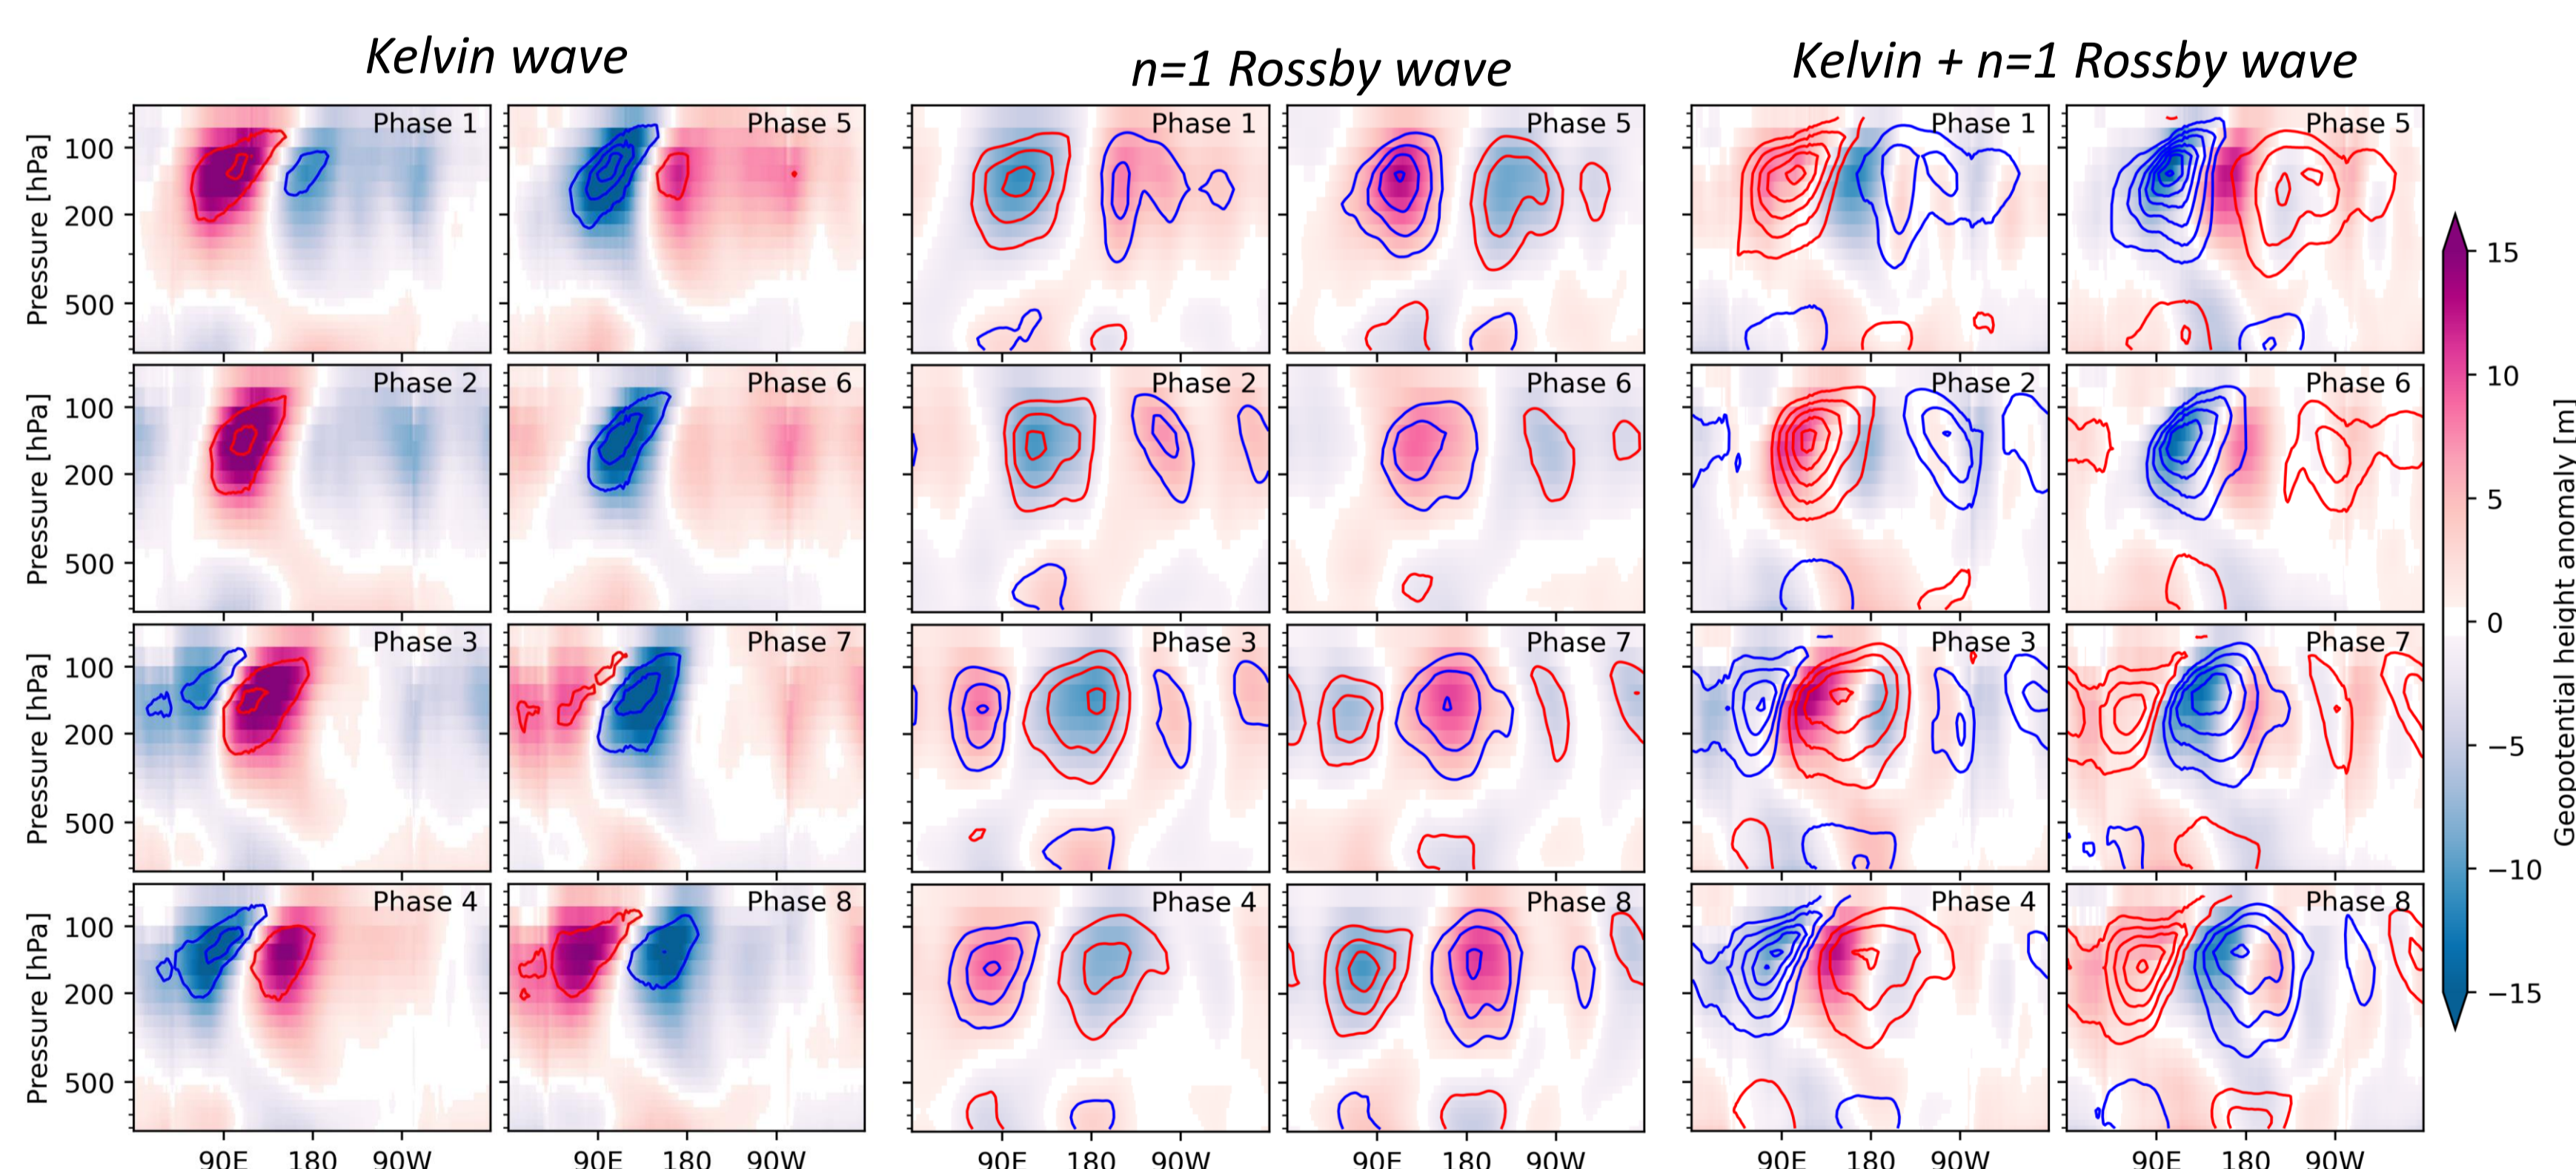 Kelvin wave
n=1 Rossby wave
Kelvin + n=1 Rossby wave
Phase 1
Phase 5
Phase 1
Phase 5
Phase 1
Phase 5
100
200
500
Pressure [hPa]
Phase 2
Phase 6
Phase 2
Phase 6
Phase 2
Phase 6
100
200
500
Pressure [hPa]
Phase 3
Phase 7
Phase 3
Phase 7
Phase 3
Phase 7
100
200
500
Pressure [hPa]
Phase 4
Phase 8
Phase 4
Phase 8
Phase 4
Phase 8
100
200
500
Pressure [hPa]
90E 180 90W
90E 180 90W
90E 180 90W
90E 180 90W
90E 180 90W
90E 180 90W
15
10
5
0
−5
−10
−15
Geopotential height anomaly [m]